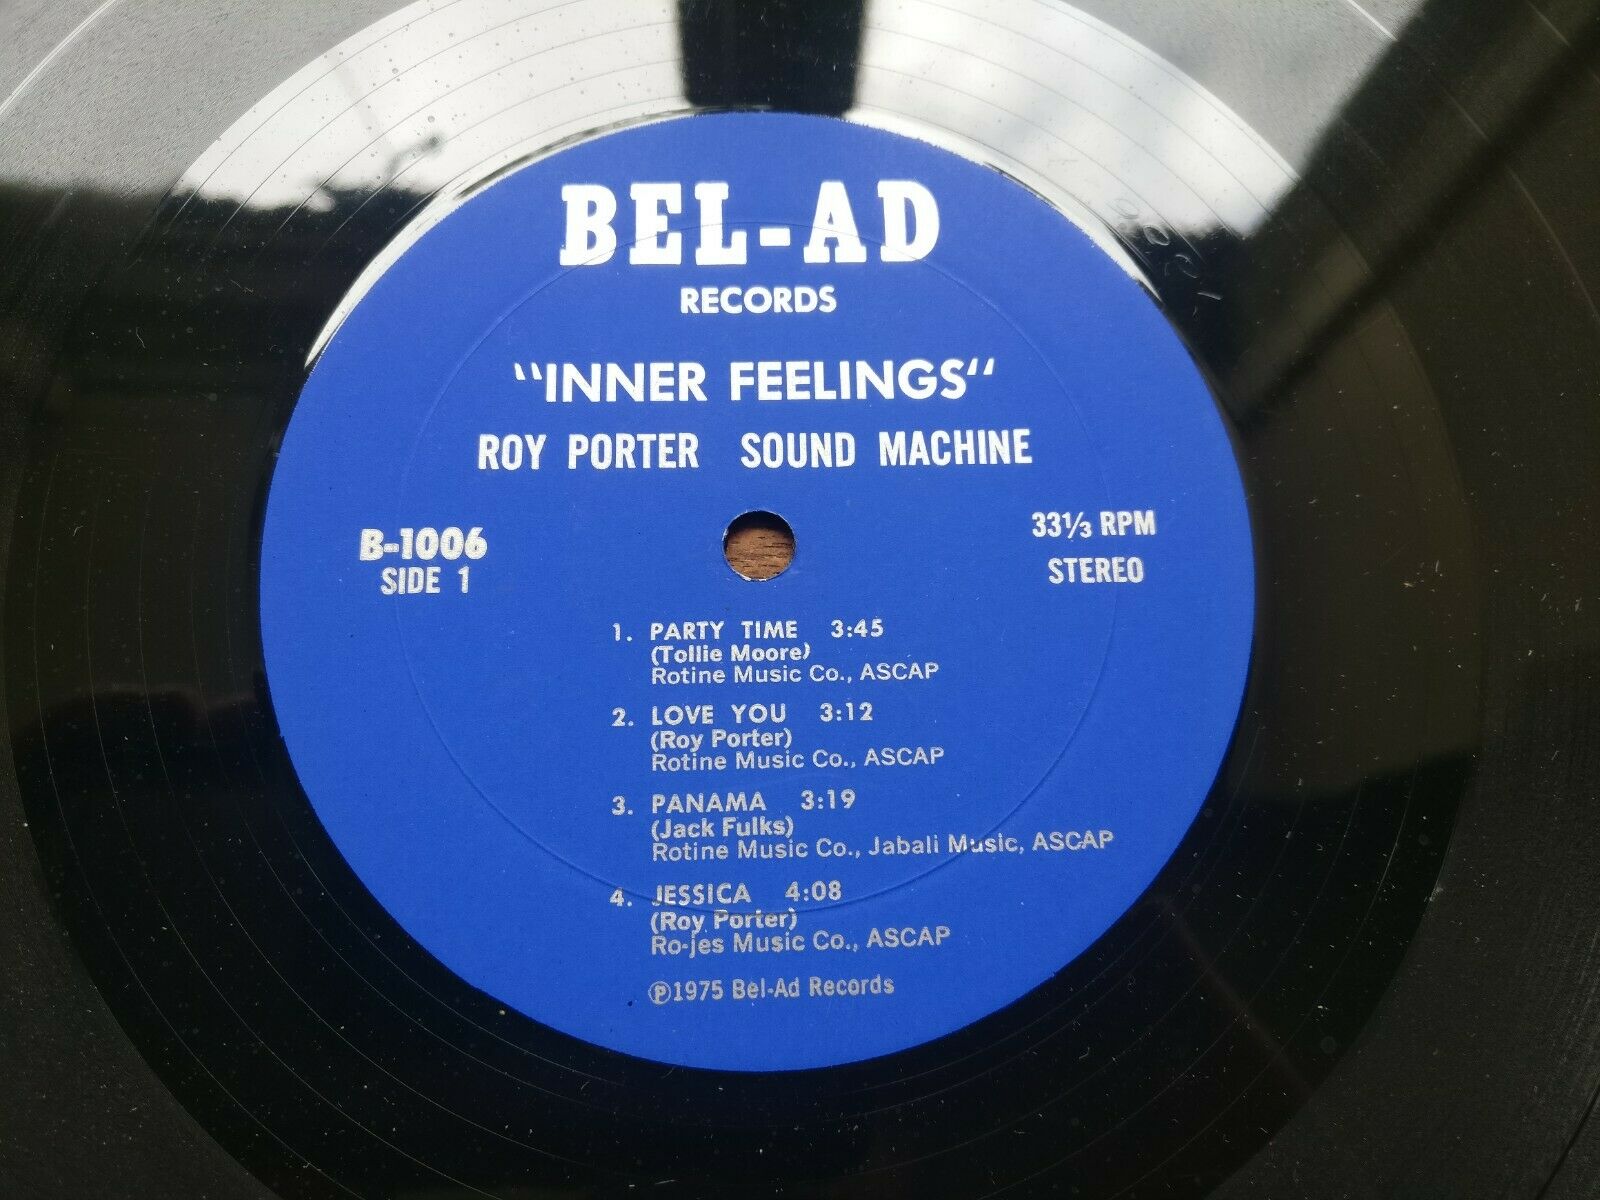 BEL-AD
RECORDS
"INNER FEELINGS"
ROY PORTER SOUND MACHINE
B-1006
SIDE 1
33⅓ RPM
STEREO
1. PARTY TIME 3:45
(Tollie Moore)
Rotine Music Co., ASCAP
2. LOVE YOU 3:12
(Roy Porter)
Rotine Music Co., ASCAP
3. PANAMA 3:19
(Jack Fulks)
Rotine Music Co., Jabali Music, ASCAP
4. JESSICA 4:08
(Roy Porter)
Ro-jes Music Co., ASCAP
℗1975 Bel-Ad Records